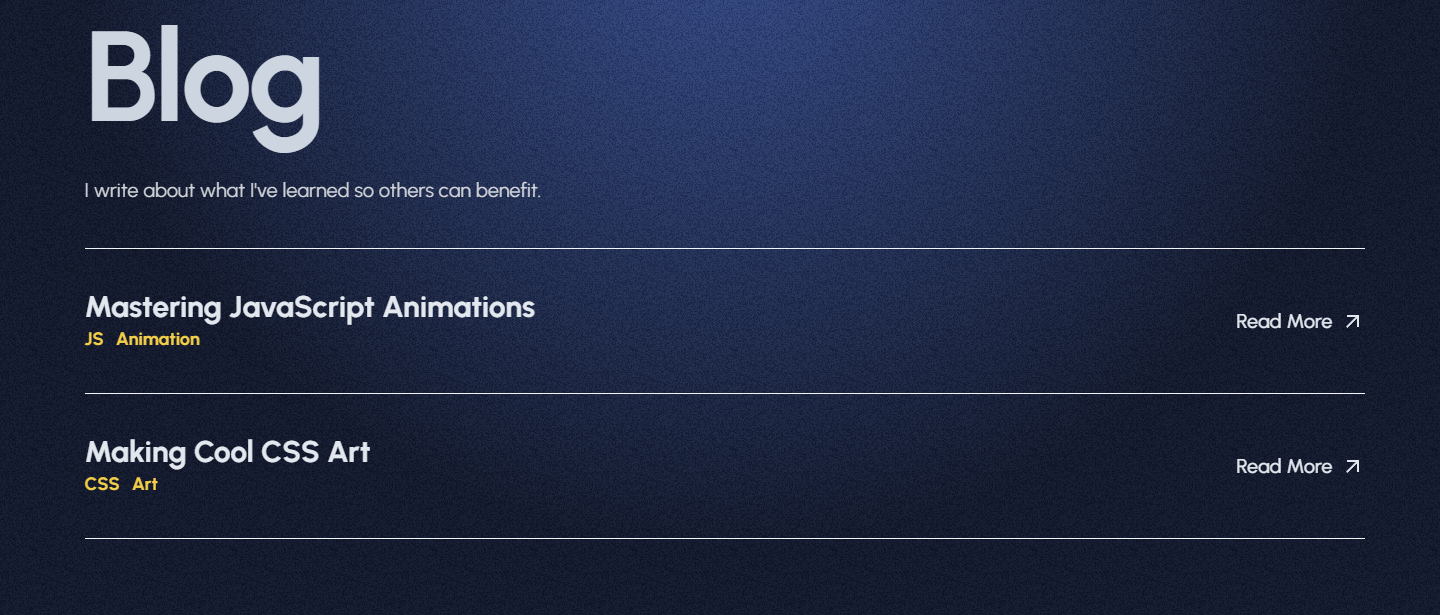 Blog
I write about what I've learned so others can benefit.
Mastering JavaScript Animations
JS Animation
Read More
Making Cool CSS Art
CSS Art
Read More